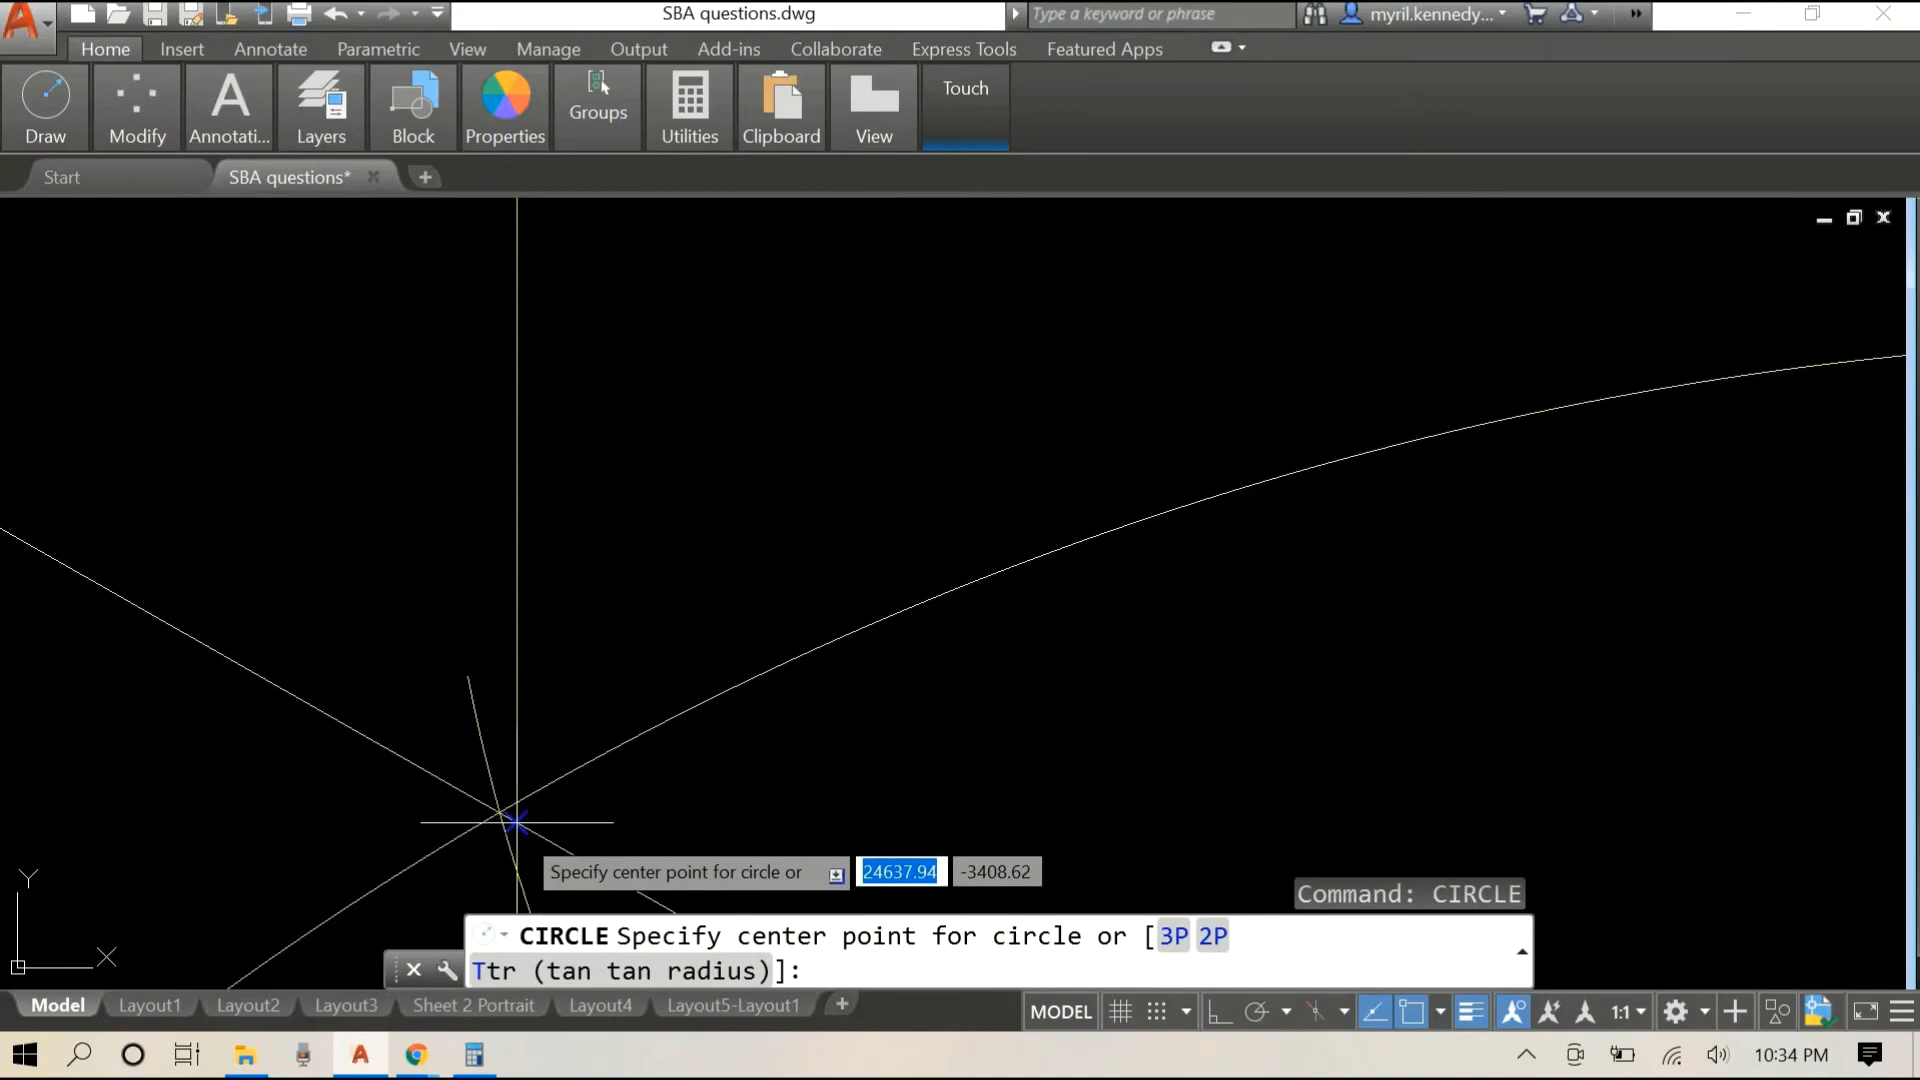 SBA questions.dwg
Type a keyword or phrase
myril.kennedy...
Home Insert Annotate Parametric View Manage Output Add-ins Collaborate Express Tools Featured Apps
Draw Modify Annotati... Layers Block Properties Groups Utilities Clipboard View Touch
Start SBA questions*
Specify center point for circle or 24637.94 -3408.62
Y
X
Command: CIRCLE
CIRCLE Specify center point for circle or [3P 2P
Ttr (tan tan radius)]:
Model Layout1 Layout2 Layout3 Sheet 2 Portrait Layout4 Layout5-Layout1
MODEL 1:1
10:34 PM